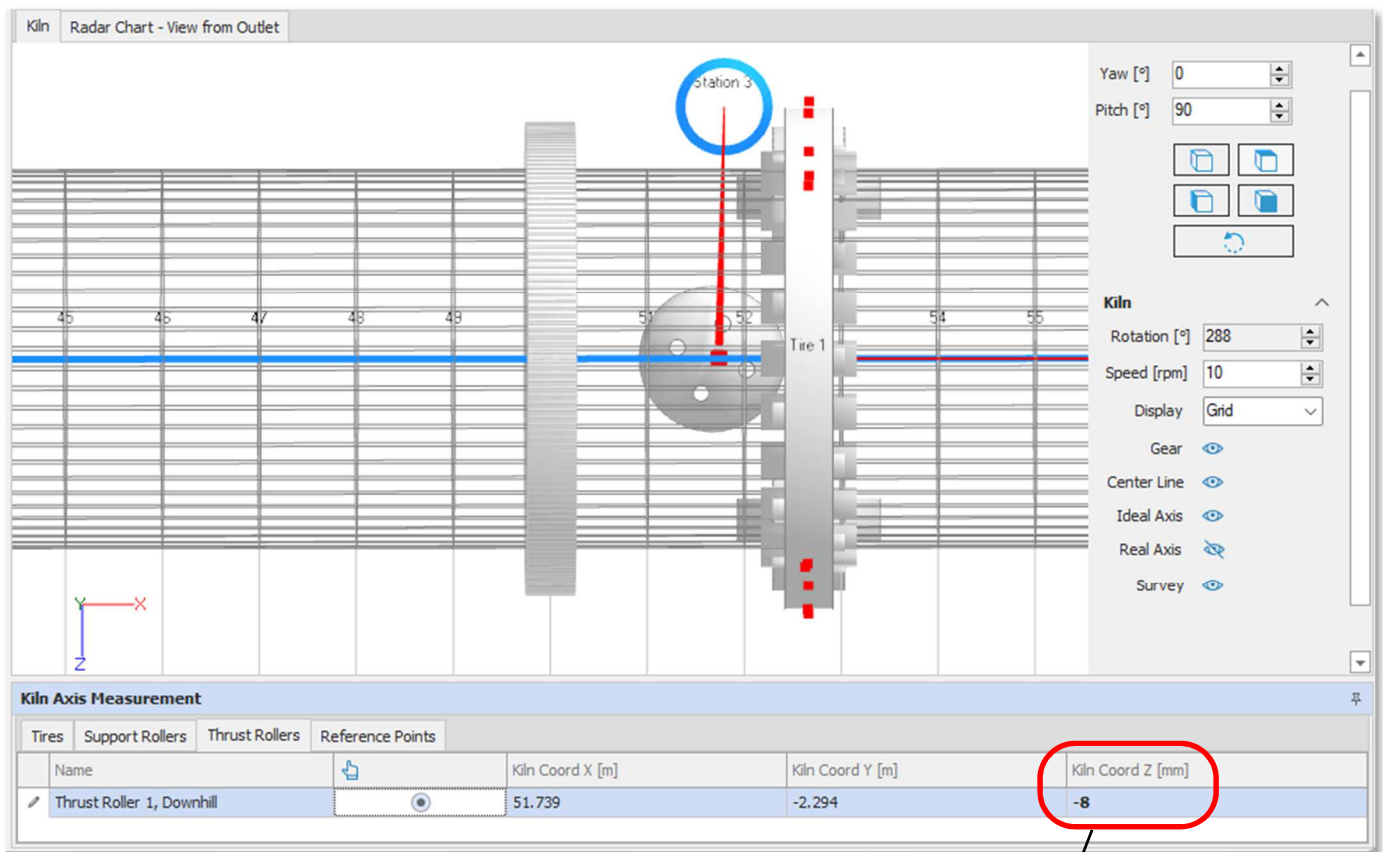 Kiln Radar Chart - View from Outlet
Station 3
Yaw [°] 0
Pitch [°] 90
45 46 47 48 49 51 52 54 55
Tire 1
Kiln
Rotation [°] 288
Speed [rpm] 10
Display Grid
Gear
Center Line
Ideal Axis
Real Axis
Survey
Y X
Z
Kiln Axis Measurement
Tires Support Rollers Thrust Rollers Reference Points
Name Kiln Coord X [m] Kiln Coord Y [m] Kiln Coord Z [mm]
Thrust Roller 1, Downhill 51.739 -2.294 -8